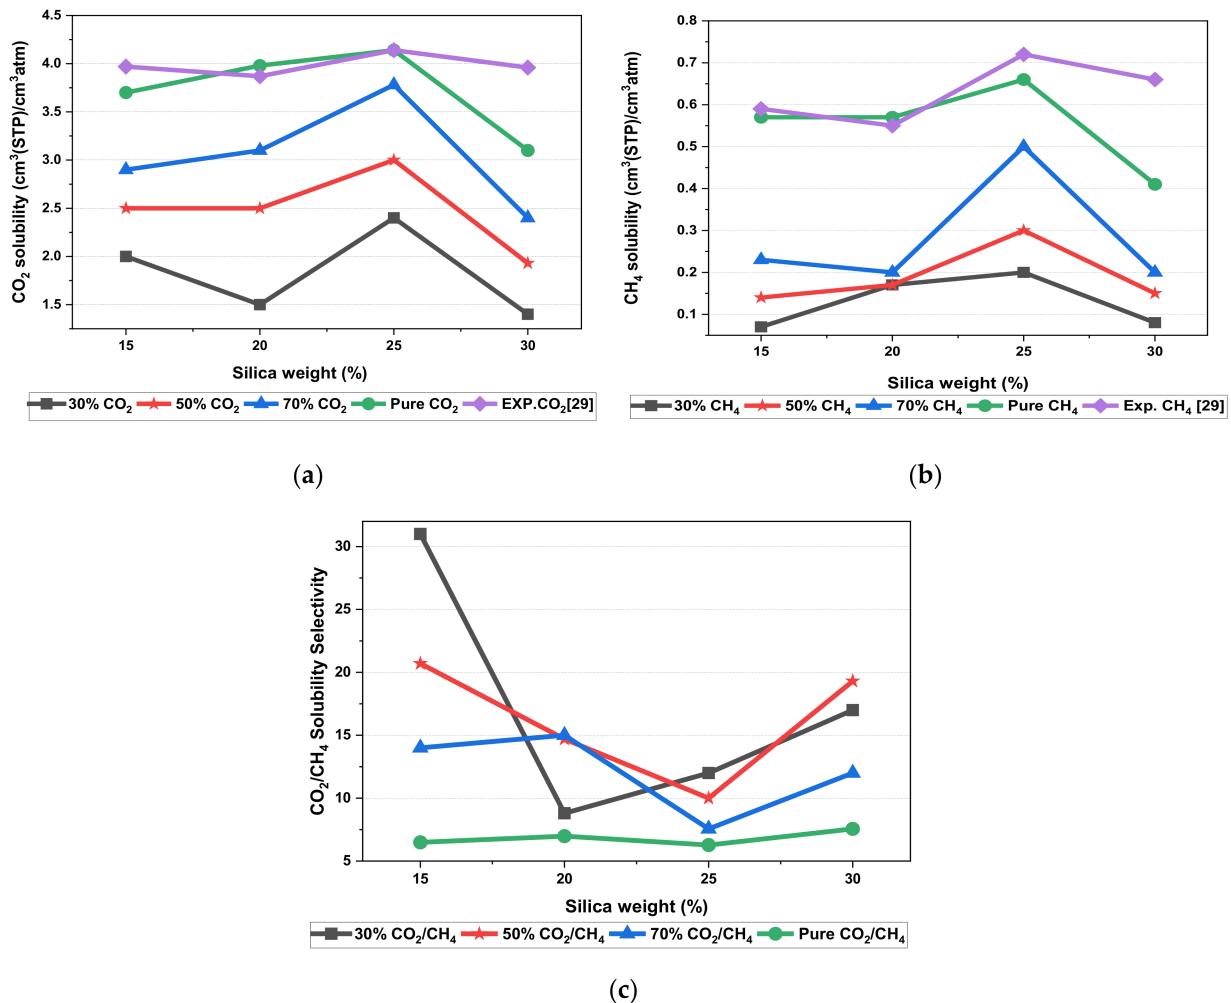 4.5
4.0
3.5
3.0
2.5
2.0
1.5
CO₂ solubility (cm³(STP)/cm³atm)
15 20 25 30
Silica weight (%)
30% CO₂ 50% CO₂ 70% CO₂ Pure CO₂ EXP.CO₂[29]
(a)
0.8
0.7
0.6
0.5
0.4
0.3
0.2
0.1
CH₄ solubility (cm³(STP)/cm³atm)
15 20 25 30
Silica weight (%)
30% CH₄ 50% CH₄ 70% CH₄ Pure CH₄ Exp. CH₄ [29]
(b)
30
25
20
15
10
5
CO₂/CH₄ Solubility Selectivity
15 20 25 30
Silica weight (%)
30% CO₂/CH₄ 50% CO₂/CH₄ 70% CO₂/CH₄ Pure CO₂/CH₄
(c)